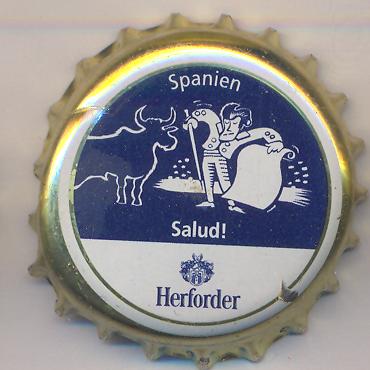 Spanien
Salud!
Herforder